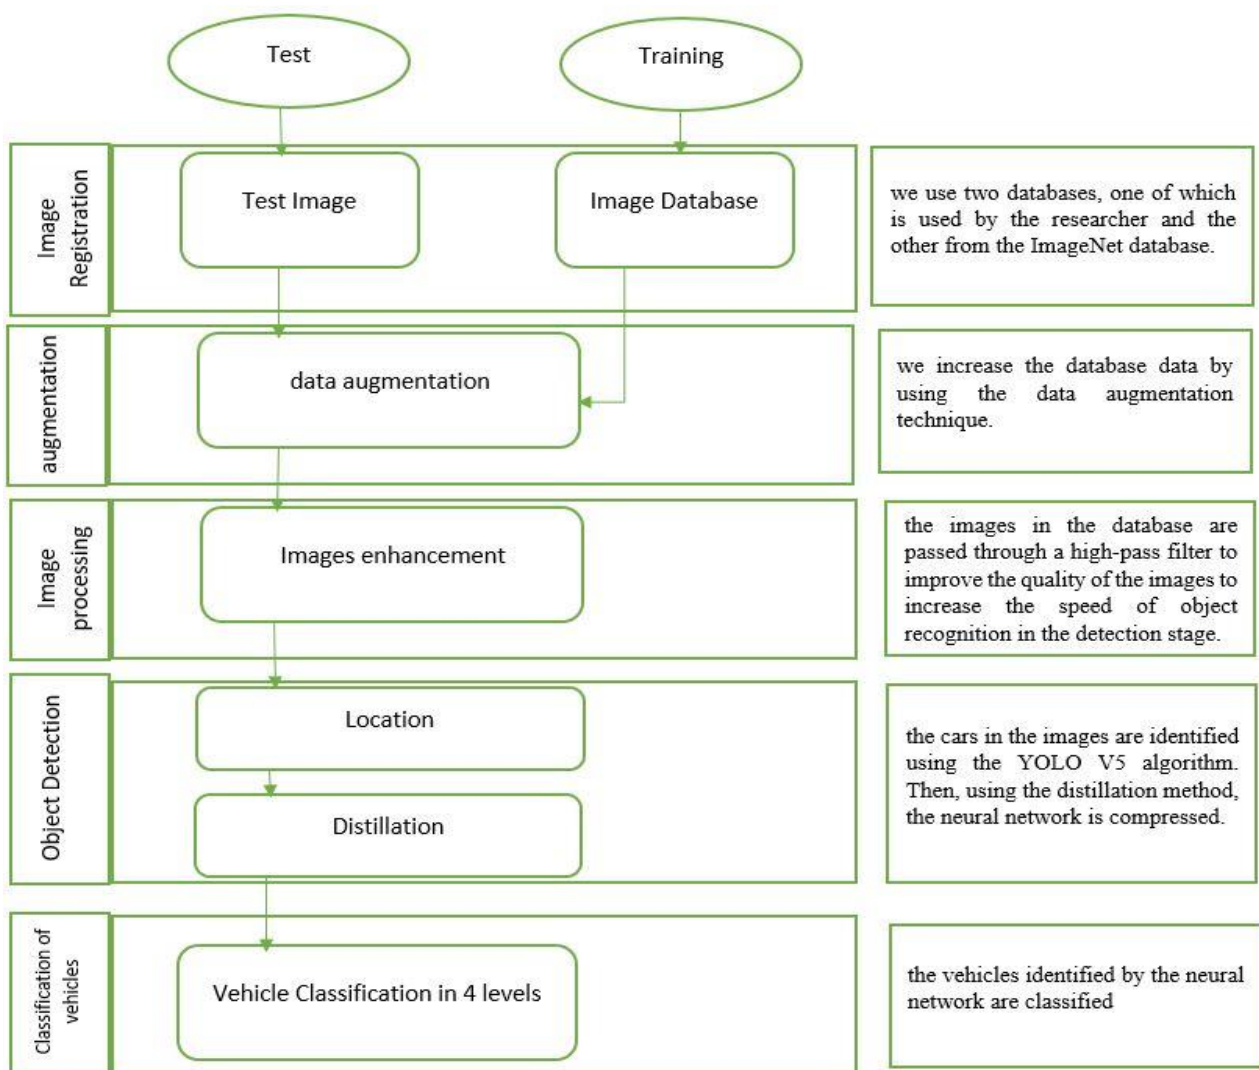 Test
Training
Image
Registration
Test Image
Image Database
we use two databases, one of which
is used by the researcher and the
other from the ImageNet database.
augmentation
data augmentation
we increase the database data by
using the data augmentation
technique.
Image
processing
Images enhancement
the images in the database are
passed through a high-pass filter to
improve the quality of the images to
increase the speed of object
recognition in the detection stage.
Object Detection
Location
Distillation
the cars in the images are identified
using the YOLO V5 algorithm.
Then, using the distillation method,
the neural network is compressed.
Classification of
vehicles
Vehicle Classification in 4 levels
the vehicles identified by the neural
network are classified